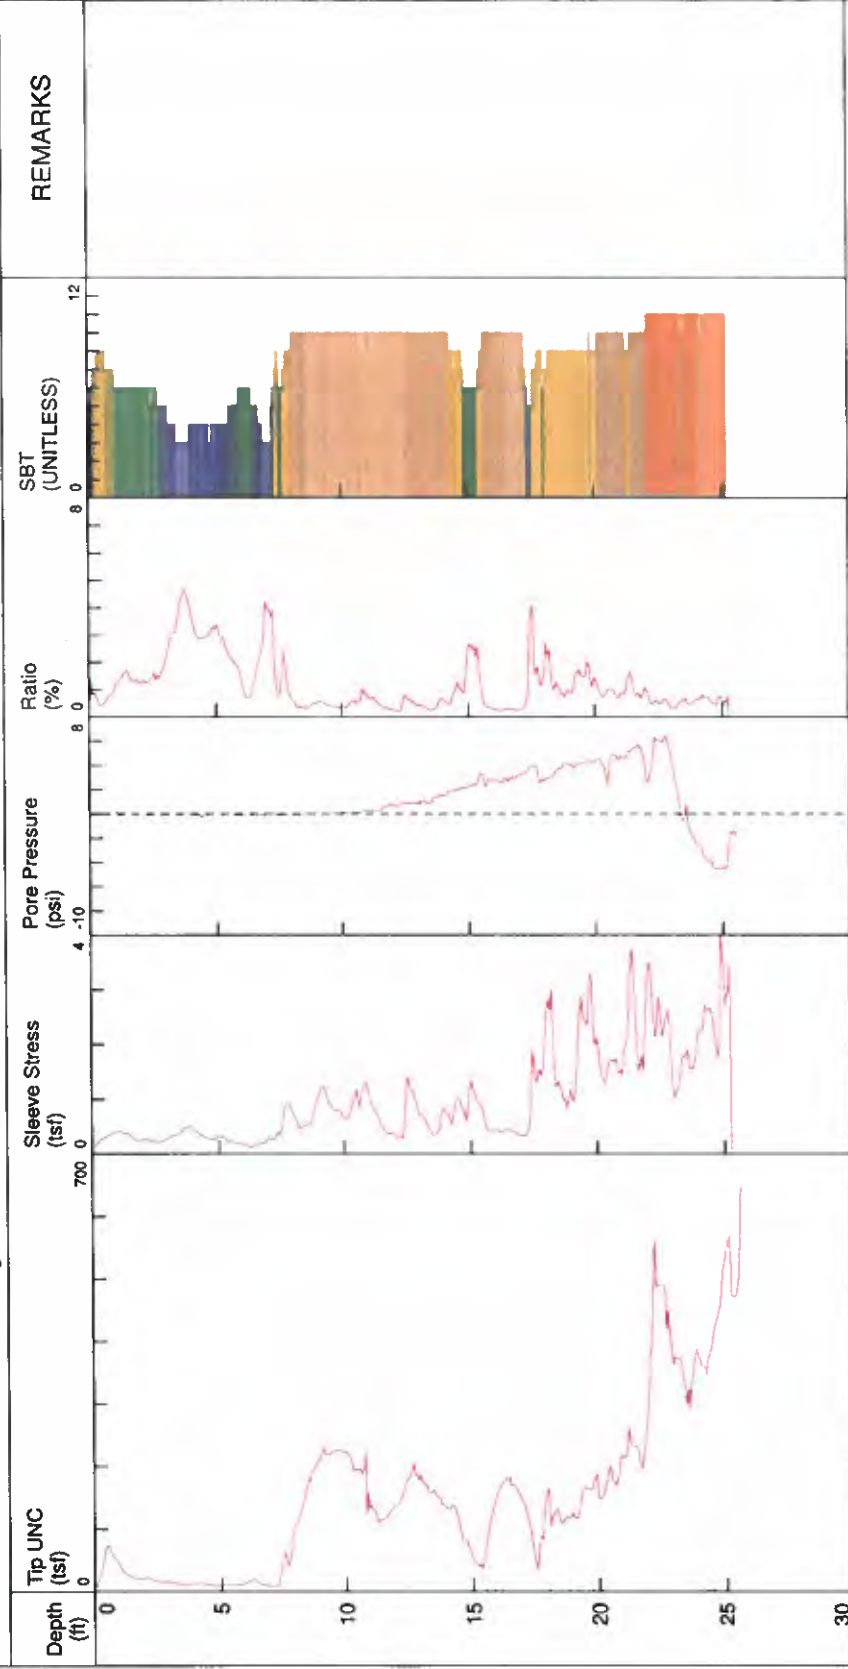 Depth
(ft)
0
5
10
15
20
25
30
Tip UNC
(tsf)
0
700
Sleeve Stress
(tsf)
0
4
Pore Pressure
(psi)
-10
8
Ratio
(%)
0
8
SBT
(UNITLESS)
0
12
REMARKS